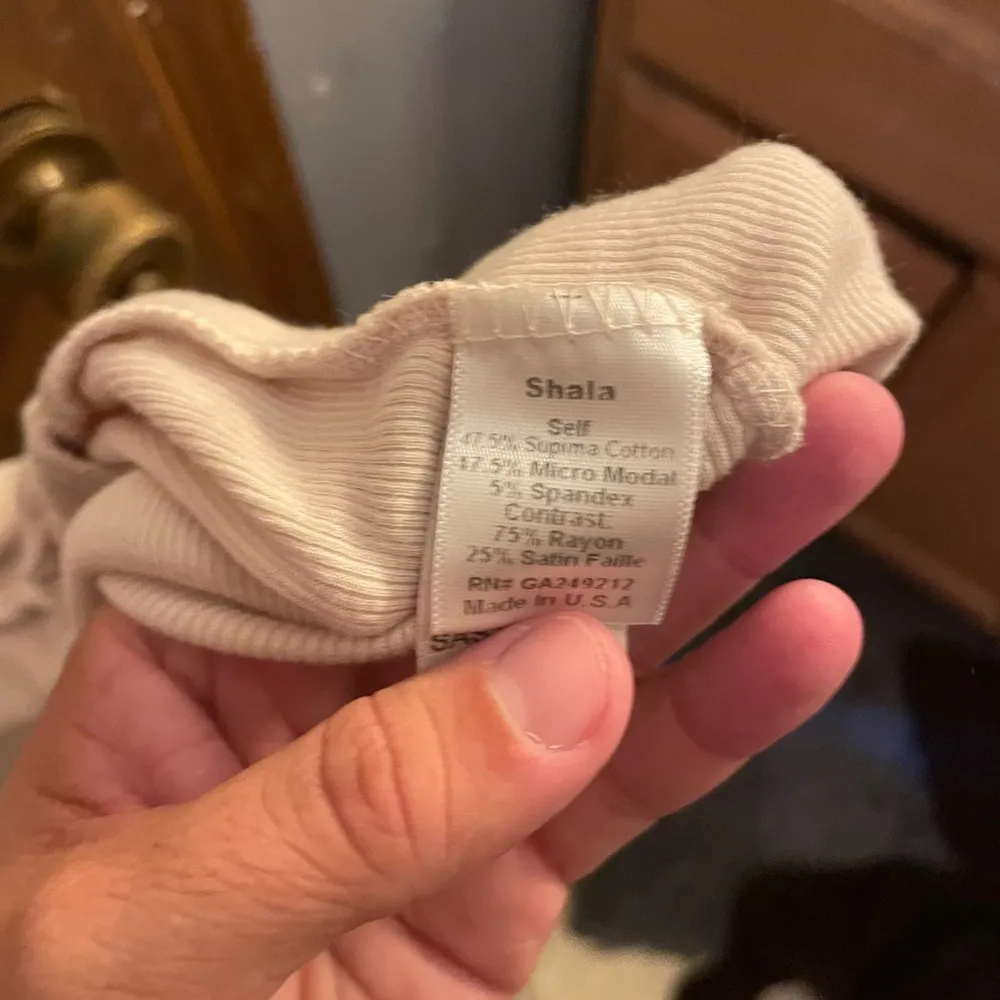 Shala
Self
47.5% Supima Cotton
47.5% Micro Modal
5% Spandex
Contrast:
75% Rayon
25% Satin Faille
RN# GA249212
Made In U.S.A